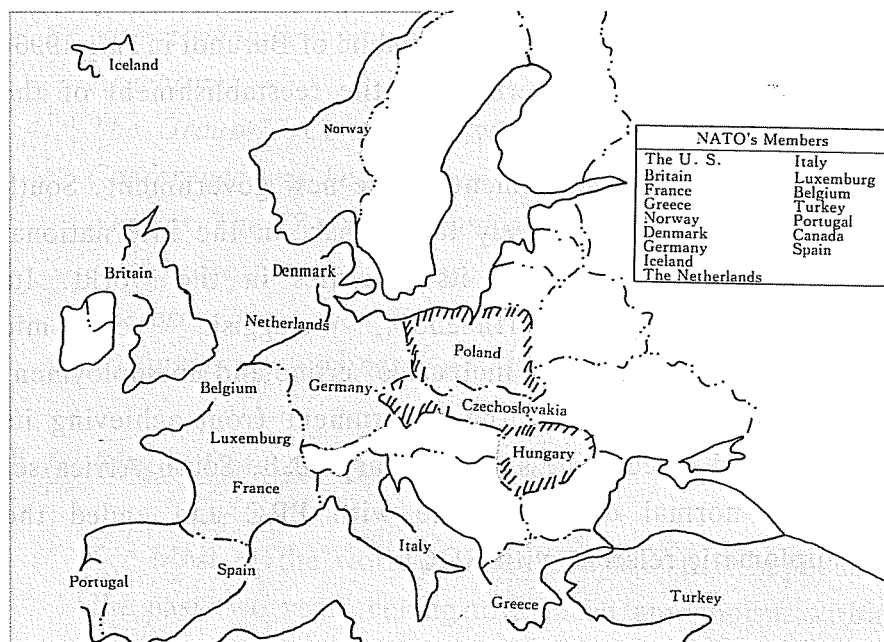 Iceland
Norway
NATO's Members
The U. S. Italy
Britain Luxemburg
France Belgium
Greece Turkey
Norway Portugal
Denmark Canada
Germany Spain
Iceland
The Netherlands
Britain
Denmark
Netherlands
Poland
Belgium
Germany
Czechoslovakia
Luxemburg
Hungary
France
Italy
Portugal
Spain
Greece
Turkey